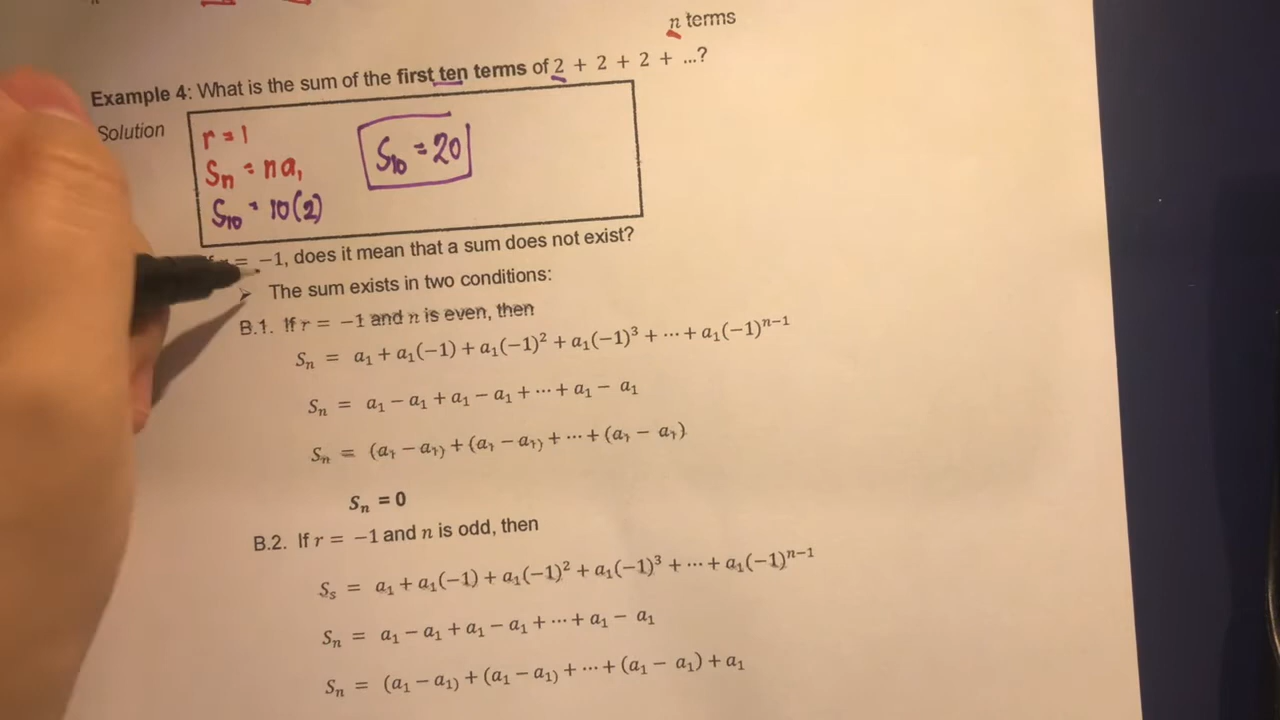 n terms
Example 4: What is the sum of the first ten terms of 2 + 2 + 2 + ...?
Solution
r = 1
Sₙ = na₁
S₁₀ = 10(2)
S₁₀ = 20
= −1, does it mean that a sum does not exist?
➢ The sum exists in two conditions:
B.1. If r = −1 and n is even, then
Sₙ = a₁ + a₁(−1) + a₁(−1)² + a₁(−1)³ + ⋯ + a₁(−1)ⁿ⁻¹
Sₙ = a₁ − a₁ + a₁ − a₁ + ⋯ + a₁ − a₁
Sₙ = (a₁ − a₁) + (a₁ − a₁) + ⋯ + (a₁ − a₁)
Sₙ = 0
B.2. If r = −1 and n is odd, then
Sₛ = a₁ + a₁(−1) + a₁(−1)² + a₁(−1)³ + ⋯ + a₁(−1)ⁿ⁻¹
Sₙ = a₁ − a₁ + a₁ − a₁ + ⋯ + a₁ − a₁
Sₙ = (a₁ − a₁) + (a₁ − a₁) + ⋯ + (a₁ − a₁) + a₁